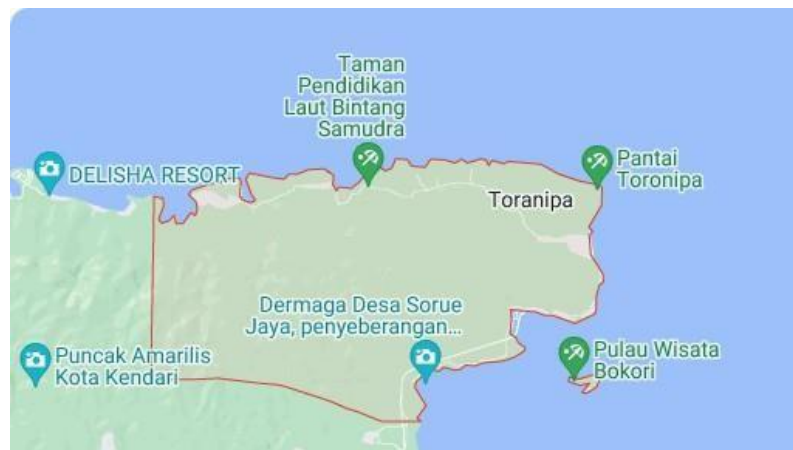 Taman
Pendidikan
Laut Bintang
Samudra
DELISHA RESORT
Pantai
Toronipa
Toranipa
Dermaga Desa Sorue
Jaya, penyeberangan...
Puncak Amarilis
Kota Kendari
Pulau Wisata
Bokori